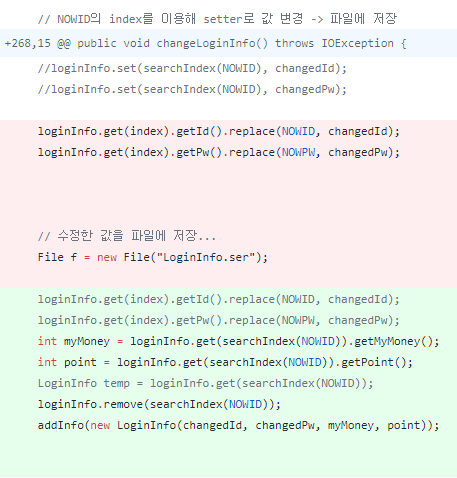 // NOWID의 index를 이용해 setter로 값 변경 -> 파일에 저장
+268,15 @@ public void changeLoginInfo() throws IOException {
//loginInfo.set(searchIndex(NOWID), changedId);
//loginInfo.set(searchIndex(NOWID), changedPw);
loginInfo.get(index).getId().replace(NOWID, changedId);
loginInfo.get(index).getPw().replace(NOWPW, changedPw);
// 수정한 값을 파일에 저장...
File f = new File("LoginInfo.ser");
loginInfo.get(index).getId().replace(NOWID, changedId);
loginInfo.get(index).getPw().replace(NOWPW, changedPw);
int myMoney = loginInfo.get(searchIndex(NOWID)).getMyMoney();
int point = loginInfo.get(searchIndex(NOWID)).getPoint();
LoginInfo temp = loginInfo.get(searchIndex(NOWID));
loginInfo.remove(searchIndex(NOWID));
addInfo(new LoginInfo(changedId, changedPw, myMoney, point));